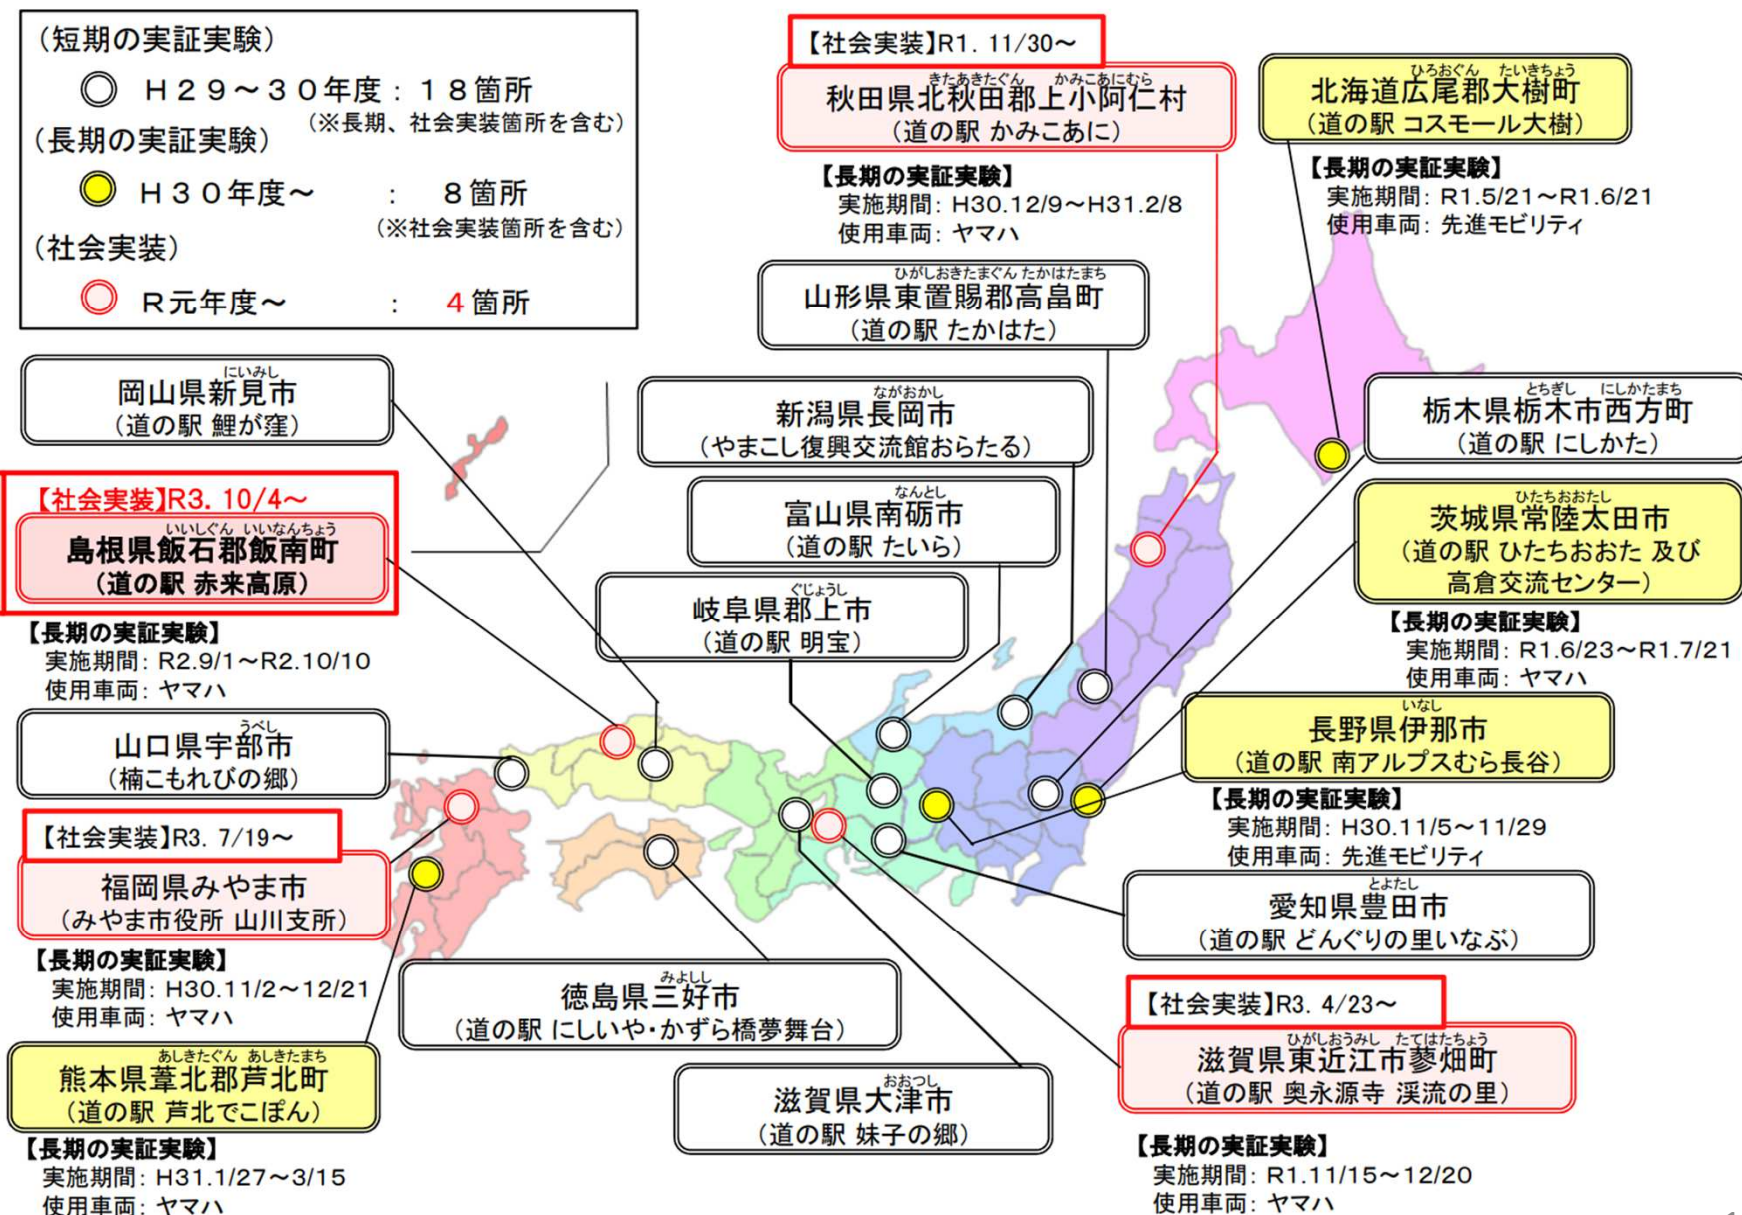 （短期の実証実験）
Ｈ２９～３０年度：１８箇所
（※長期、社会実装箇所を含む）
（長期の実証実験）
Ｈ３０年度～ ： ８箇所
（※社会実装箇所を含む）
（社会実装）
Ｒ元年度～ ： ４箇所
【社会実装】R1．11/30～
きたあきたぐん かみこあにむら
秋田県北秋田郡上小阿仁村
（道の駅 かみこあに）
【長期の実証実験】
実施期間：H30.12/9～H31.2/8
使用車両：ヤマハ
ひろおぐん たいきちょう
北海道広尾郡大樹町
（道の駅 コスモール大樹）
【長期の実証実験】
実施期間：R1.5/21～R1.6/21
使用車両：先進モビリティ
ひがしおきたまぐん たかはたまち
山形県東置賜郡高畠町
（道の駅 たかはた）
にいみし
岡山県新見市
（道の駅 鯉が窪）
ながおかし
新潟県長岡市
（やまこし復興交流館おらたる）
とちぎし にしかたまち
栃木県栃木市西方町
（道の駅 にしかた）
【社会実装】R3．10/4～
いいしぐん いいなんちょう
島根県飯石郡飯南町
（道の駅 赤来高原）
【長期の実証実験】
実施期間：R2.9/1～R2.10/10
使用車両：ヤマハ
なんとし
富山県南砺市
（道の駅 たいら）
ひたちおおたし
茨城県常陸太田市
（道の駅 ひたちおおた 及び
高倉交流センター）
【長期の実証実験】
実施期間：R1.6/23～R1.7/21
使用車両：ヤマハ
ぐじょうし
岐阜県郡上市
（道の駅 明宝）
うべし
山口県宇部市
（楠こもれびの郷）
いなし
長野県伊那市
（道の駅 南アルプスむら長谷）
【長期の実証実験】
実施期間：H30.11/5～11/29
使用車両：先進モビリティ
【社会実装】R3．7/19～
福岡県みやま市
（みやま市役所 山川支所）
【長期の実証実験】
実施期間：H30.11/2～12/21
使用車両：ヤマハ
とよたし
愛知県豊田市
（道の駅 どんぐりの里いなぶ）
みよしし
徳島県三好市
（道の駅 にしいや・かずら橋夢舞台）
【社会実装】R3．4/23～
ひがしおうみし たてはたちょう
滋賀県東近江市蓼畑町
（道の駅 奥永源寺 渓流の里）
【長期の実証実験】
実施期間：R1.11/15～12/20
使用車両：ヤマハ
あしきたぐん あしきたまち
熊本県葦北郡芦北町
（道の駅 芦北でこぽん）
【長期の実証実験】
実施期間：H31.1/27～3/15
使用車両：ヤマハ
おおつし
滋賀県大津市
（道の駅 妹子の郷）